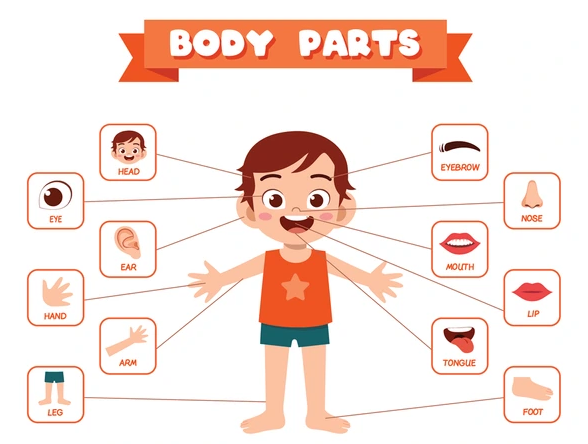 BODY PARTS
HEAD
EYEBROW
EYE
NOSE
EAR
MOUTH
HAND
LIP
ARM
TONGUE
LEG
FOOT